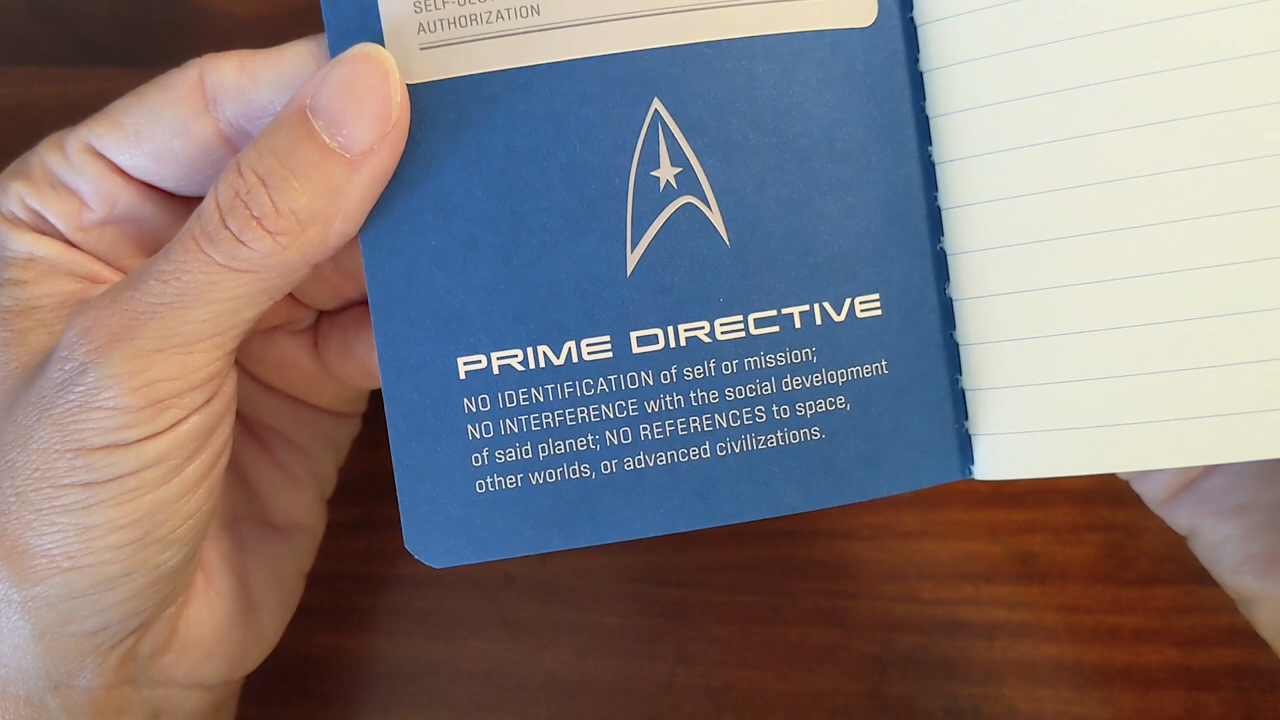 AUTHORIZATION
PRIME DIRECTIVE
NO IDENTIFICATION of self or mission;
NO INTERFERENCE with the social development
of said planet; NO REFERENCES to space,
other worlds, or advanced civilizations.